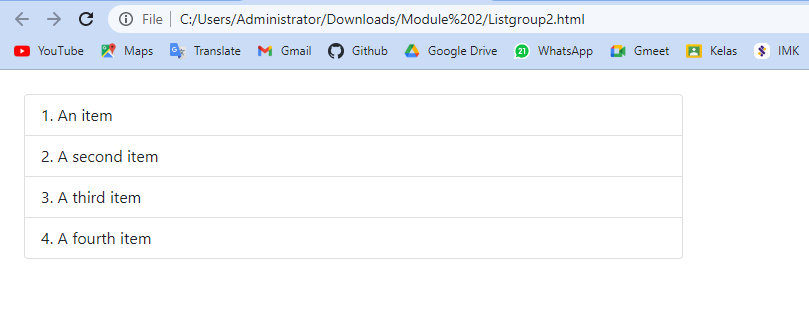 File C:/Users/Administrator/Downloads/Module%202/Listgroup2.html
YouTube Maps Translate Gmail Github Google Drive 21 WhatsApp Gmeet Kelas IMK
1. An item
2. A second item
3. A third item
4. A fourth item